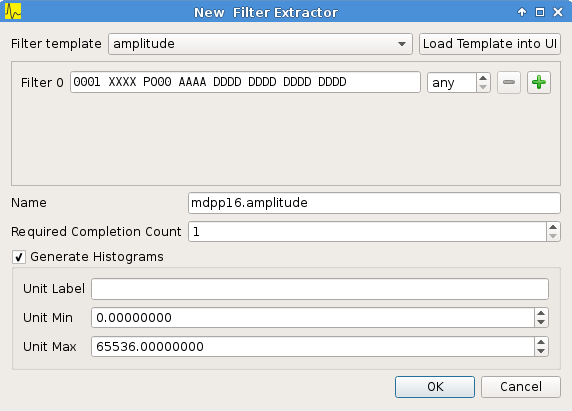 New Filter Extractor
Filter template amplitude Load Template into UI
Filter 0 0001 XXXX PO00 AAAA DDDD DDDD DDDD DDDD any
Name mdpp16.amplitude
Required Completion Count 1
Generate Histograms
Unit Label
Unit Min 0.00000000
Unit Max 65536.00000000
OK Cancel